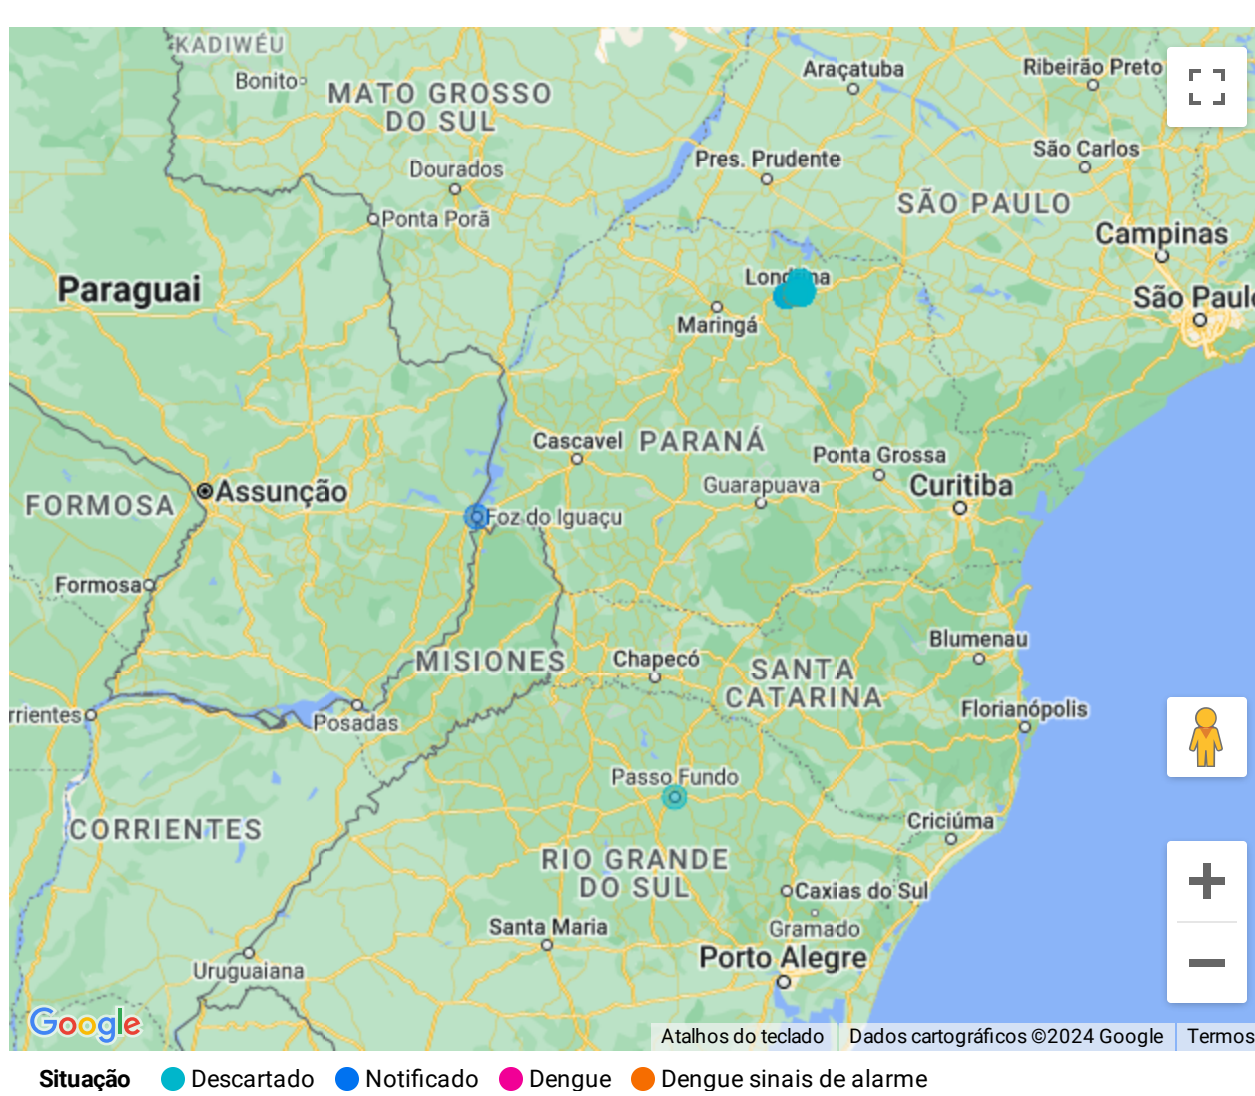 KADIWÉU
Bonito
MATO GROSSO
DO SUL
Araçatuba
Ribeirão Preto
Dourados
Pres. Prudente
São Carlos
Ponta Porã
SÃO PAULO
Campinas
Paraguai
Maringá
Cascavel
PARANÁ
Ponta Grossa
FORMOSA
Assunção
Guarapuava
Curitiba
Foz do Iguaçu
Formosa
MISIONES
Chapecó
SANTA
CATARINA
Blumenau
rrientes
Posadas
Florianópolis
Passo Fundo
CORRIENTES
Criciúma
RIO GRANDE
DO SUL
Caxias do Sul
Santa Maria
Gramado
Porto Alegre
Uruguaiana
Google
Atalhos do teclado
Dados cartográficos ©2024 Google
Termos
Situação
Descartado
Notificado
Dengue
Dengue sinais de alarme